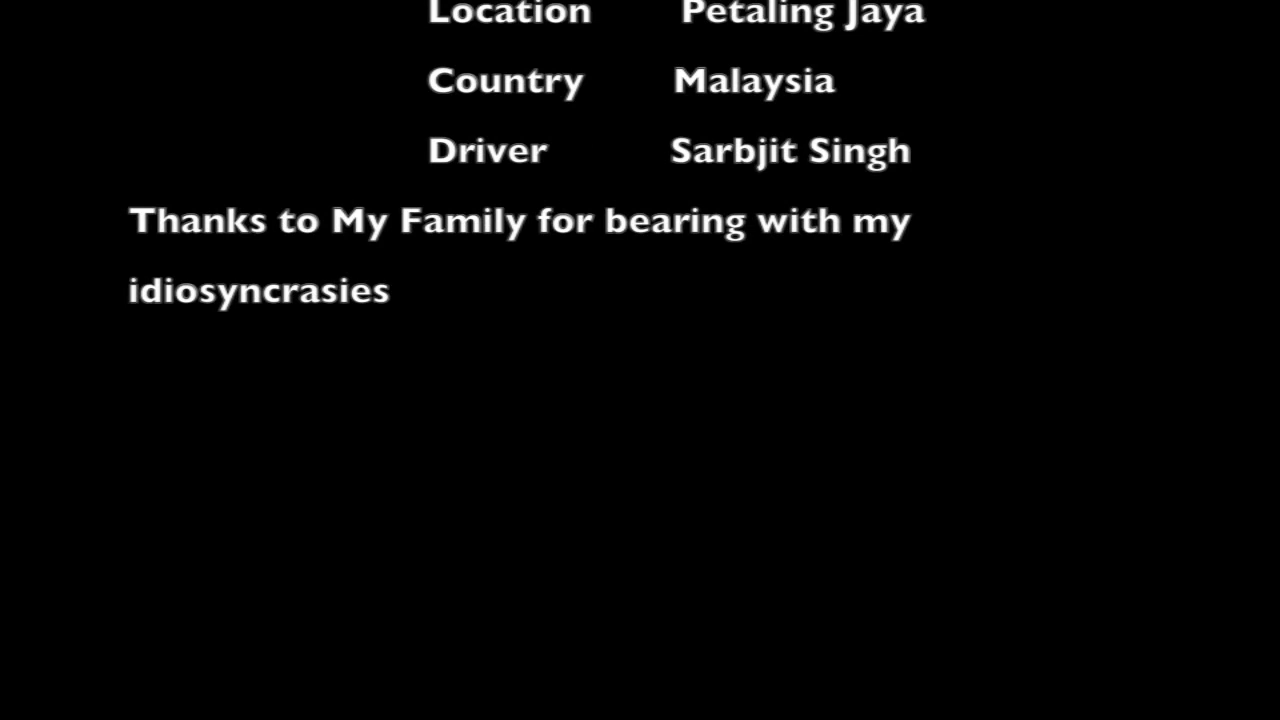 Location Petaling Jaya
Country Malaysia
Driver Sarbjit Singh
Thanks to My Family for bearing with my
idiosyncrasies